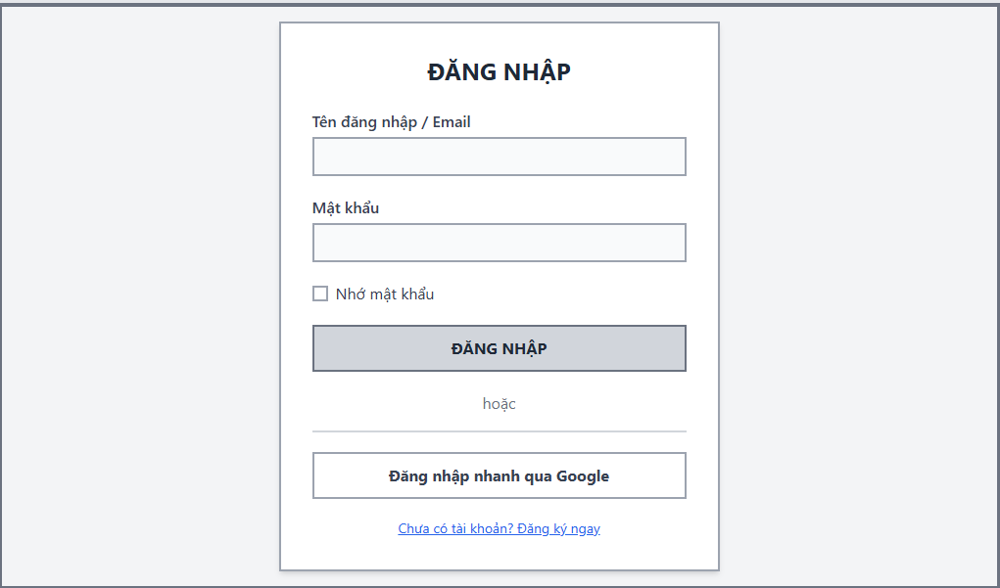 ĐĂNG NHẬP
Tên đăng nhập / Email
Mật khẩu
Nhớ mật khẩu
ĐĂNG NHẬP
hoặc
Đăng nhập nhanh qua Google
Chưa có tài khoản? Đăng ký ngay